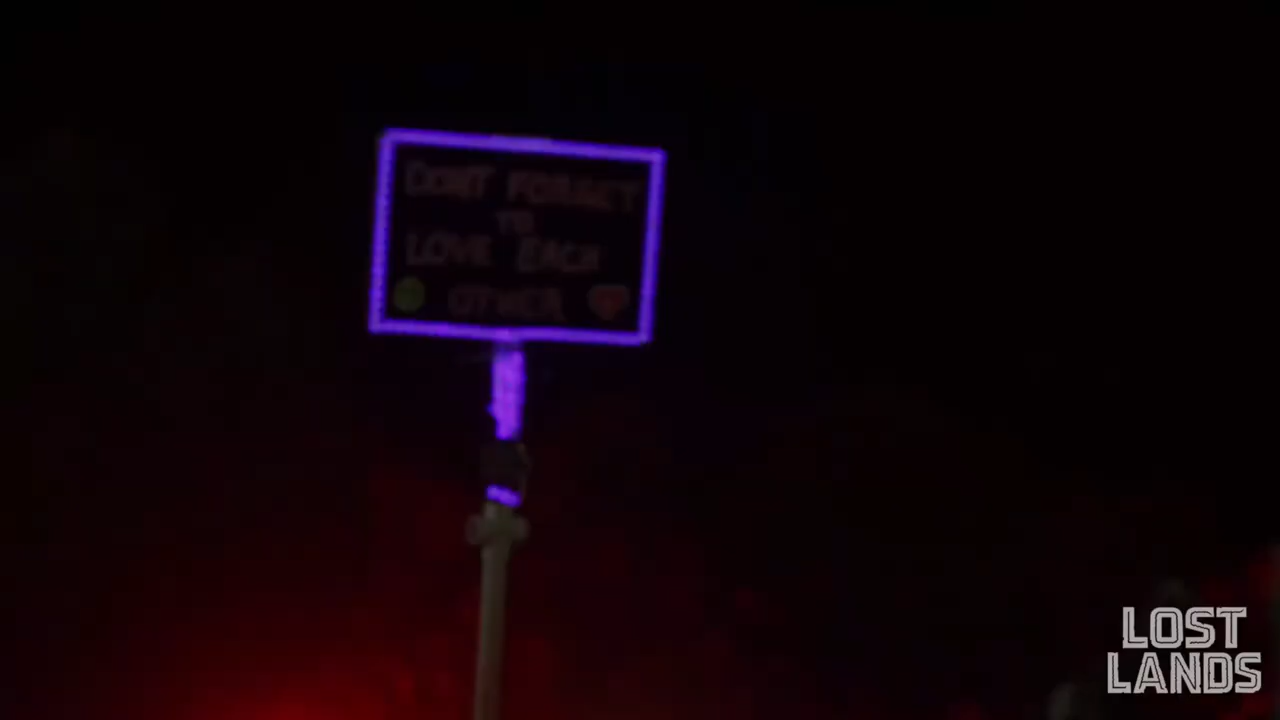 DONT FORGET
TO
LOVE EACH
OTHER
LOST
LANDS